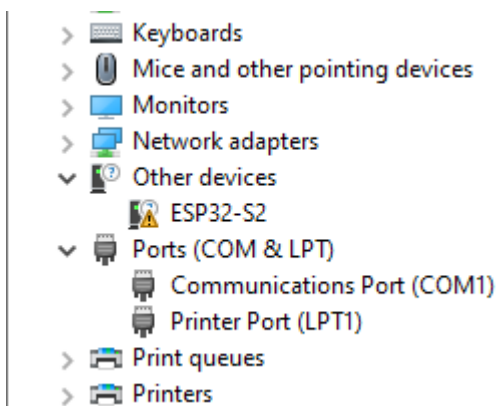 Keyboards
Mice and other pointing devices
Monitors
Network adapters
Other devices
ESP32-S2
Ports (COM & LPT)
Communications Port (COM1)
Printer Port (LPT1)
Print queues
Printers